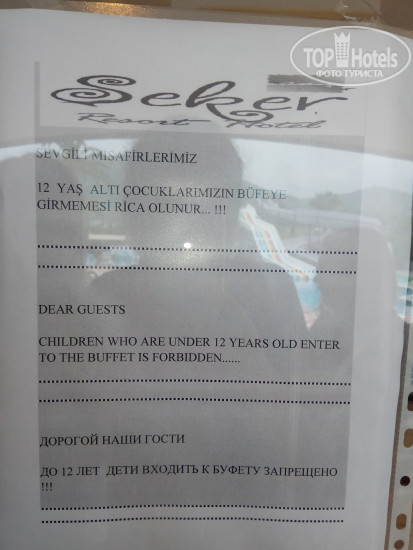 TOP Hotels
ФОТО ТУРИСТА
Seker
Resort Hotel
SEVGİLİ MİSAFİRLERİMİZ
12 YAŞ ALTI ÇOCUKLARIMIZIN BÜFEYE
GİRMEMESİ RİCA OLUNUR... !!!
DEAR GUESTS
CHILDREN WHO ARE UNDER 12 YEARS OLD ENTER
TO THE BUFFET IS FORBIDDEN......
ДОРОГОЙ НАШИ ГОСТИ
ДО 12 ЛЕТ ДЕТИ ВХОДИТЬ К БУФЕТУ ЗАПРЕЩЕНО
!!!